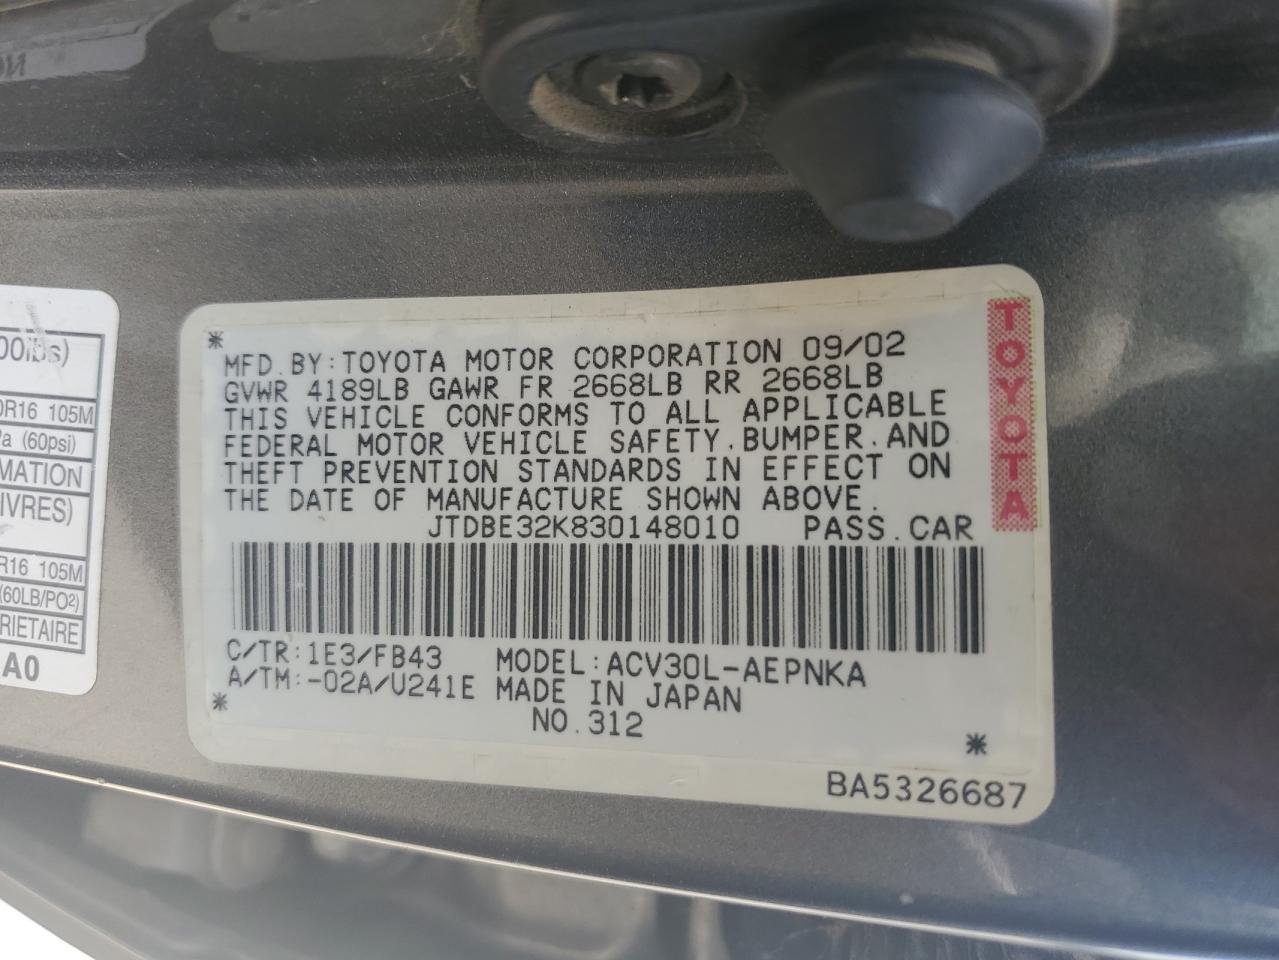 00lbs)
0R16 105M
Pa (60psi)
MATION
IVRES)
R16 105M
(60LB/PO²)
RIETAIRE
A0
MFD.BY:TOYOTA MOTOR CORPORATION 09/02
GVWR 4189LB GAWR FR 2668LB RR 2668LB
THIS VEHICLE CONFORMS TO ALL APPLICABLE
FEDERAL MOTOR VEHICLE SAFETY.BUMPER.AND
THEFT PREVENTION STANDARDS IN EFFECT ON
THE DATE OF MANUFACTURE SHOWN ABOVE.
JTDBE32K830148010 PASS.CAR
C/TR:1E3/FB43 MODEL:ACV30L-AEPNKA
A/TM:-02A/U241E MADE IN JAPAN
NO.312
BA5326687
TOYOTA